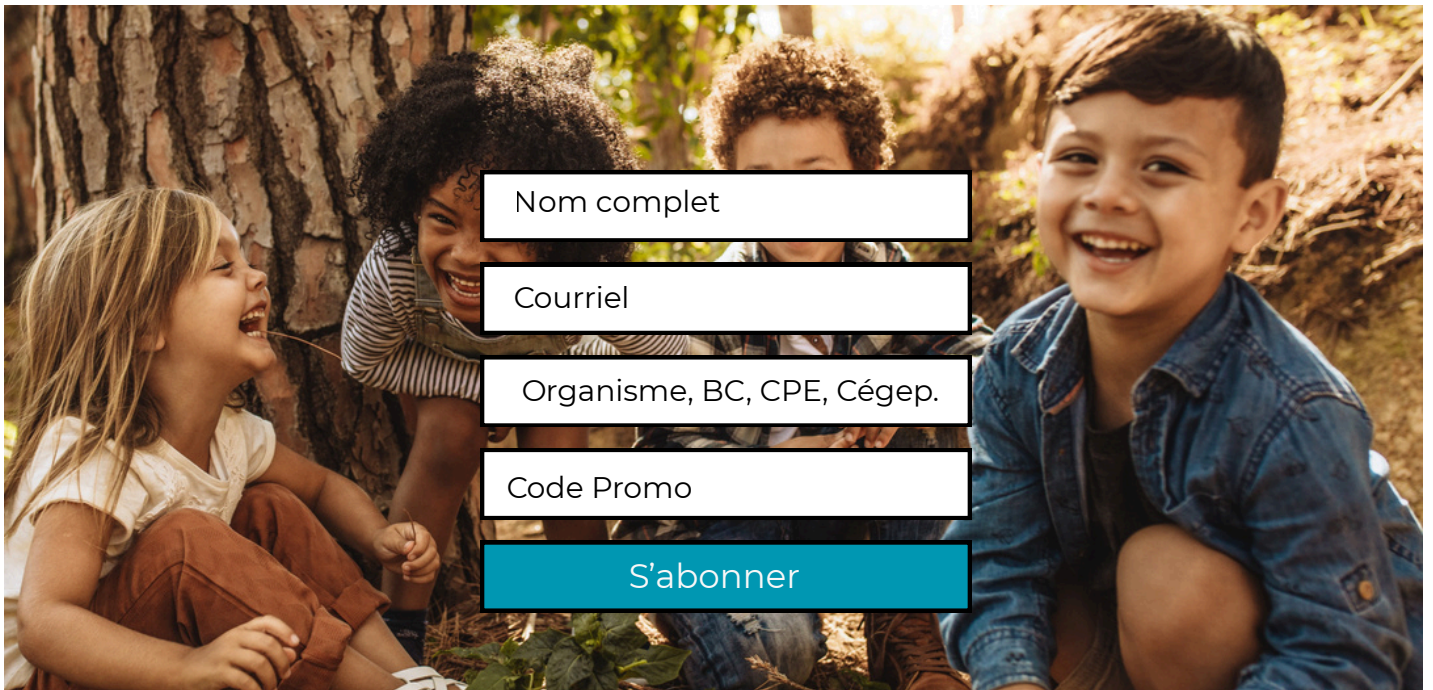 Nom complet
Courriel
Organisme, BC, CPE, Cégep.
Code Promo
S’abonner